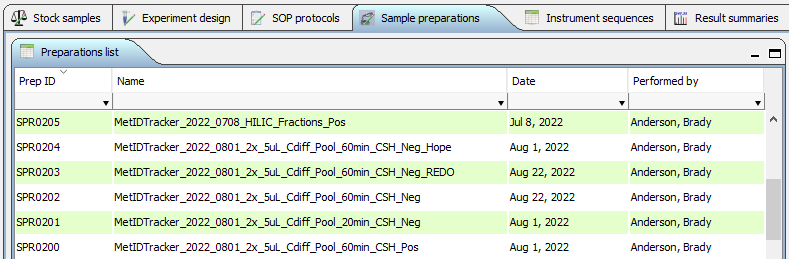 Stock samples Experiment design SOP protocols Sample preparations Instrument sequences Result summaries
Preparations list
Prep ID Name Date Performed by
SPR0205 MetIDTracker_2022_0708_HILIC_Fractions_Pos Jul 8, 2022 Anderson, Brady
SPR0204 MetIDTracker_2022_0801_2x_5uL_Cdiff_Pool_60min_CSH_Neg_Hope Aug 1, 2022 Anderson, Brady
SPR0203 MetIDTracker_2022_0801_2x_5uL_Cdiff_Pool_60min_CSH_Neg_REDO Aug 22, 2022 Anderson, Brady
SPR0202 MetIDTracker_2022_0801_2x_5uL_Cdiff_Pool_60min_CSH_Neg Aug 22, 2022 Anderson, Brady
SPR0201 MetIDTracker_2022_0801_2x_5uL_Cdiff_Pool_20min_CSH_Neg Aug 1, 2022 Anderson, Brady
SPR0200 MetIDTracker_2022_0801_2x_5uL_Cdiff_Pool_60min_CSH_Pos Aug 1, 2022 Anderson, Brady